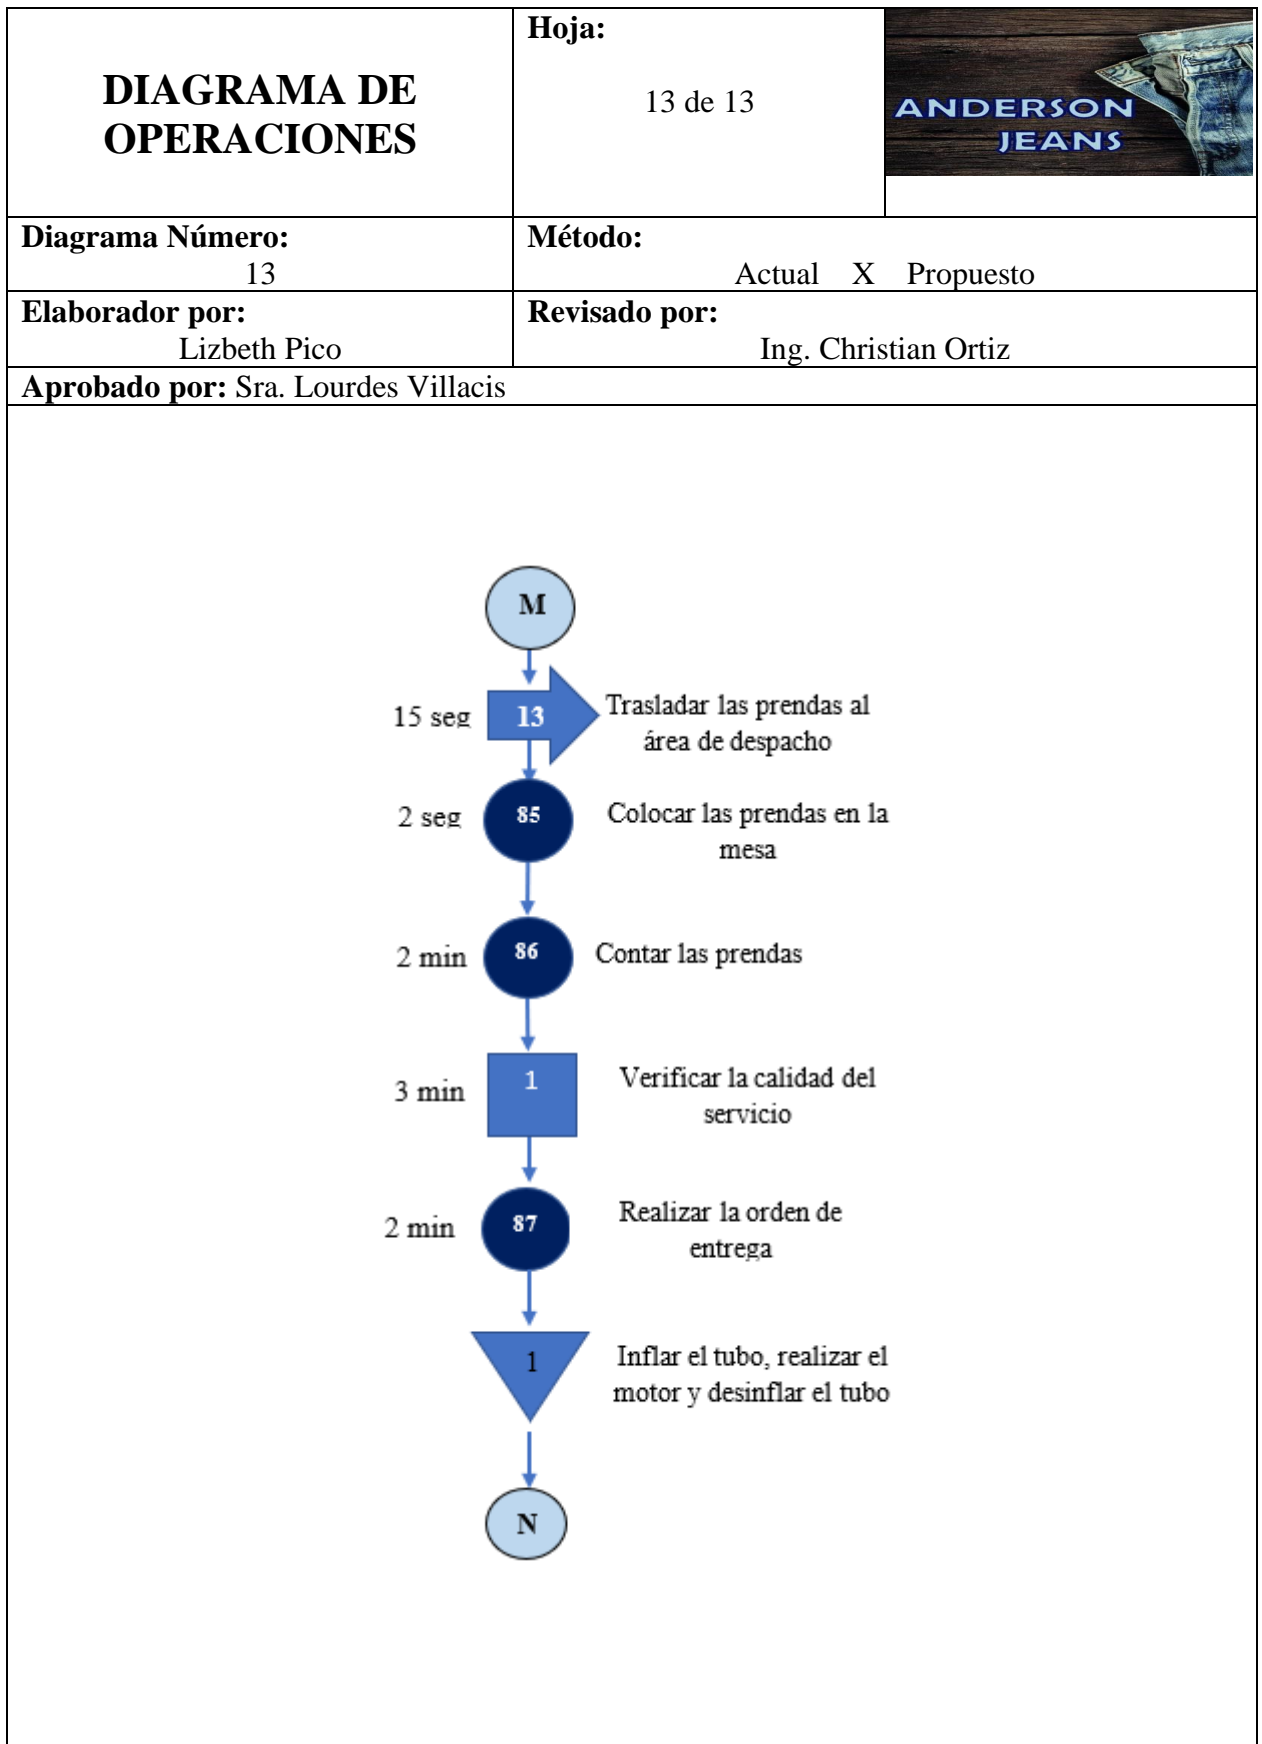 DIAGRAMA DE
OPERACIONES
Hoja:
13 de 13
ANDERSON
JEANS
Diagrama Número:
13
Método:
Actual X Propuesto
Elaborador por:
Lizbeth Pico
Revisado por:
Ing. Christian Ortiz
Aprobado por: Sra. Lourdes Villacis
M
15 seg
13
Trasladar las prendas al
área de despacho
2 seg
85
Colocar las prendas en la
mesa
2 min
86
Contar las prendas
3 min
1
Verificar la calidad del
servicio
2 min
87
Realizar la orden de
entrega
1
Inflar el tubo, realizar el
motor y desinflar el tubo
N